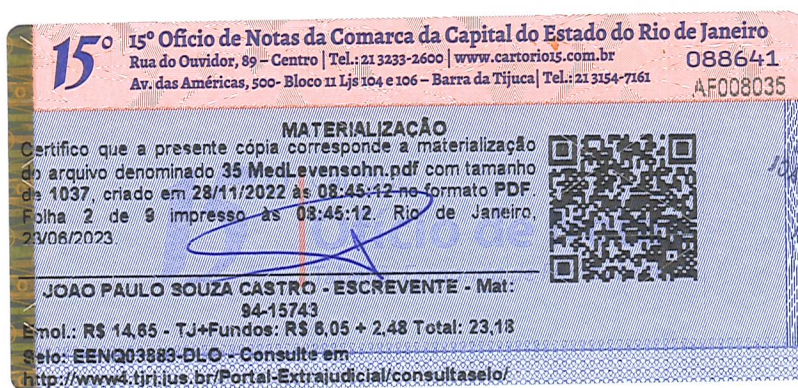 15º 15º Ofício de Notas da Comarca da Capital do Estado do Rio de Janeiro
Rua do Ouvidor, 89 – Centro | Tel.: 21 3233-2600 | www.cartorio15.com.br
088641
Av. das Américas, 500- Bloco 11 Ljs 104 e 106 – Barra da Tijuca| Tel.: 21 3154-7161
AF008035
MATERIALIZAÇÃO
Certifico que a presente cópia corresponde a materialização
do arquivo denominado 35 MedLevensohn.pdf com tamanho
de 1037, criado em 28/11/2022 às 08:45:12 no formato PDF.
Folha 2 de 9 impresso às 08:45:12. Rio de Janeiro,
23/06/2023.
15 Ofício de
JOAO PAULO SOUZA CASTRO - ESCREVENTE - Mat:
94-15743
Emol.: R$ 14,65 - TJ+Fundos: R$ 6,05 + 2,48 Total: 23,18
Selo: EENQ03883-DLO - Consulte em
http://www4.tjrj.jus.br/Portal-Extrajudicial/consultaselo/